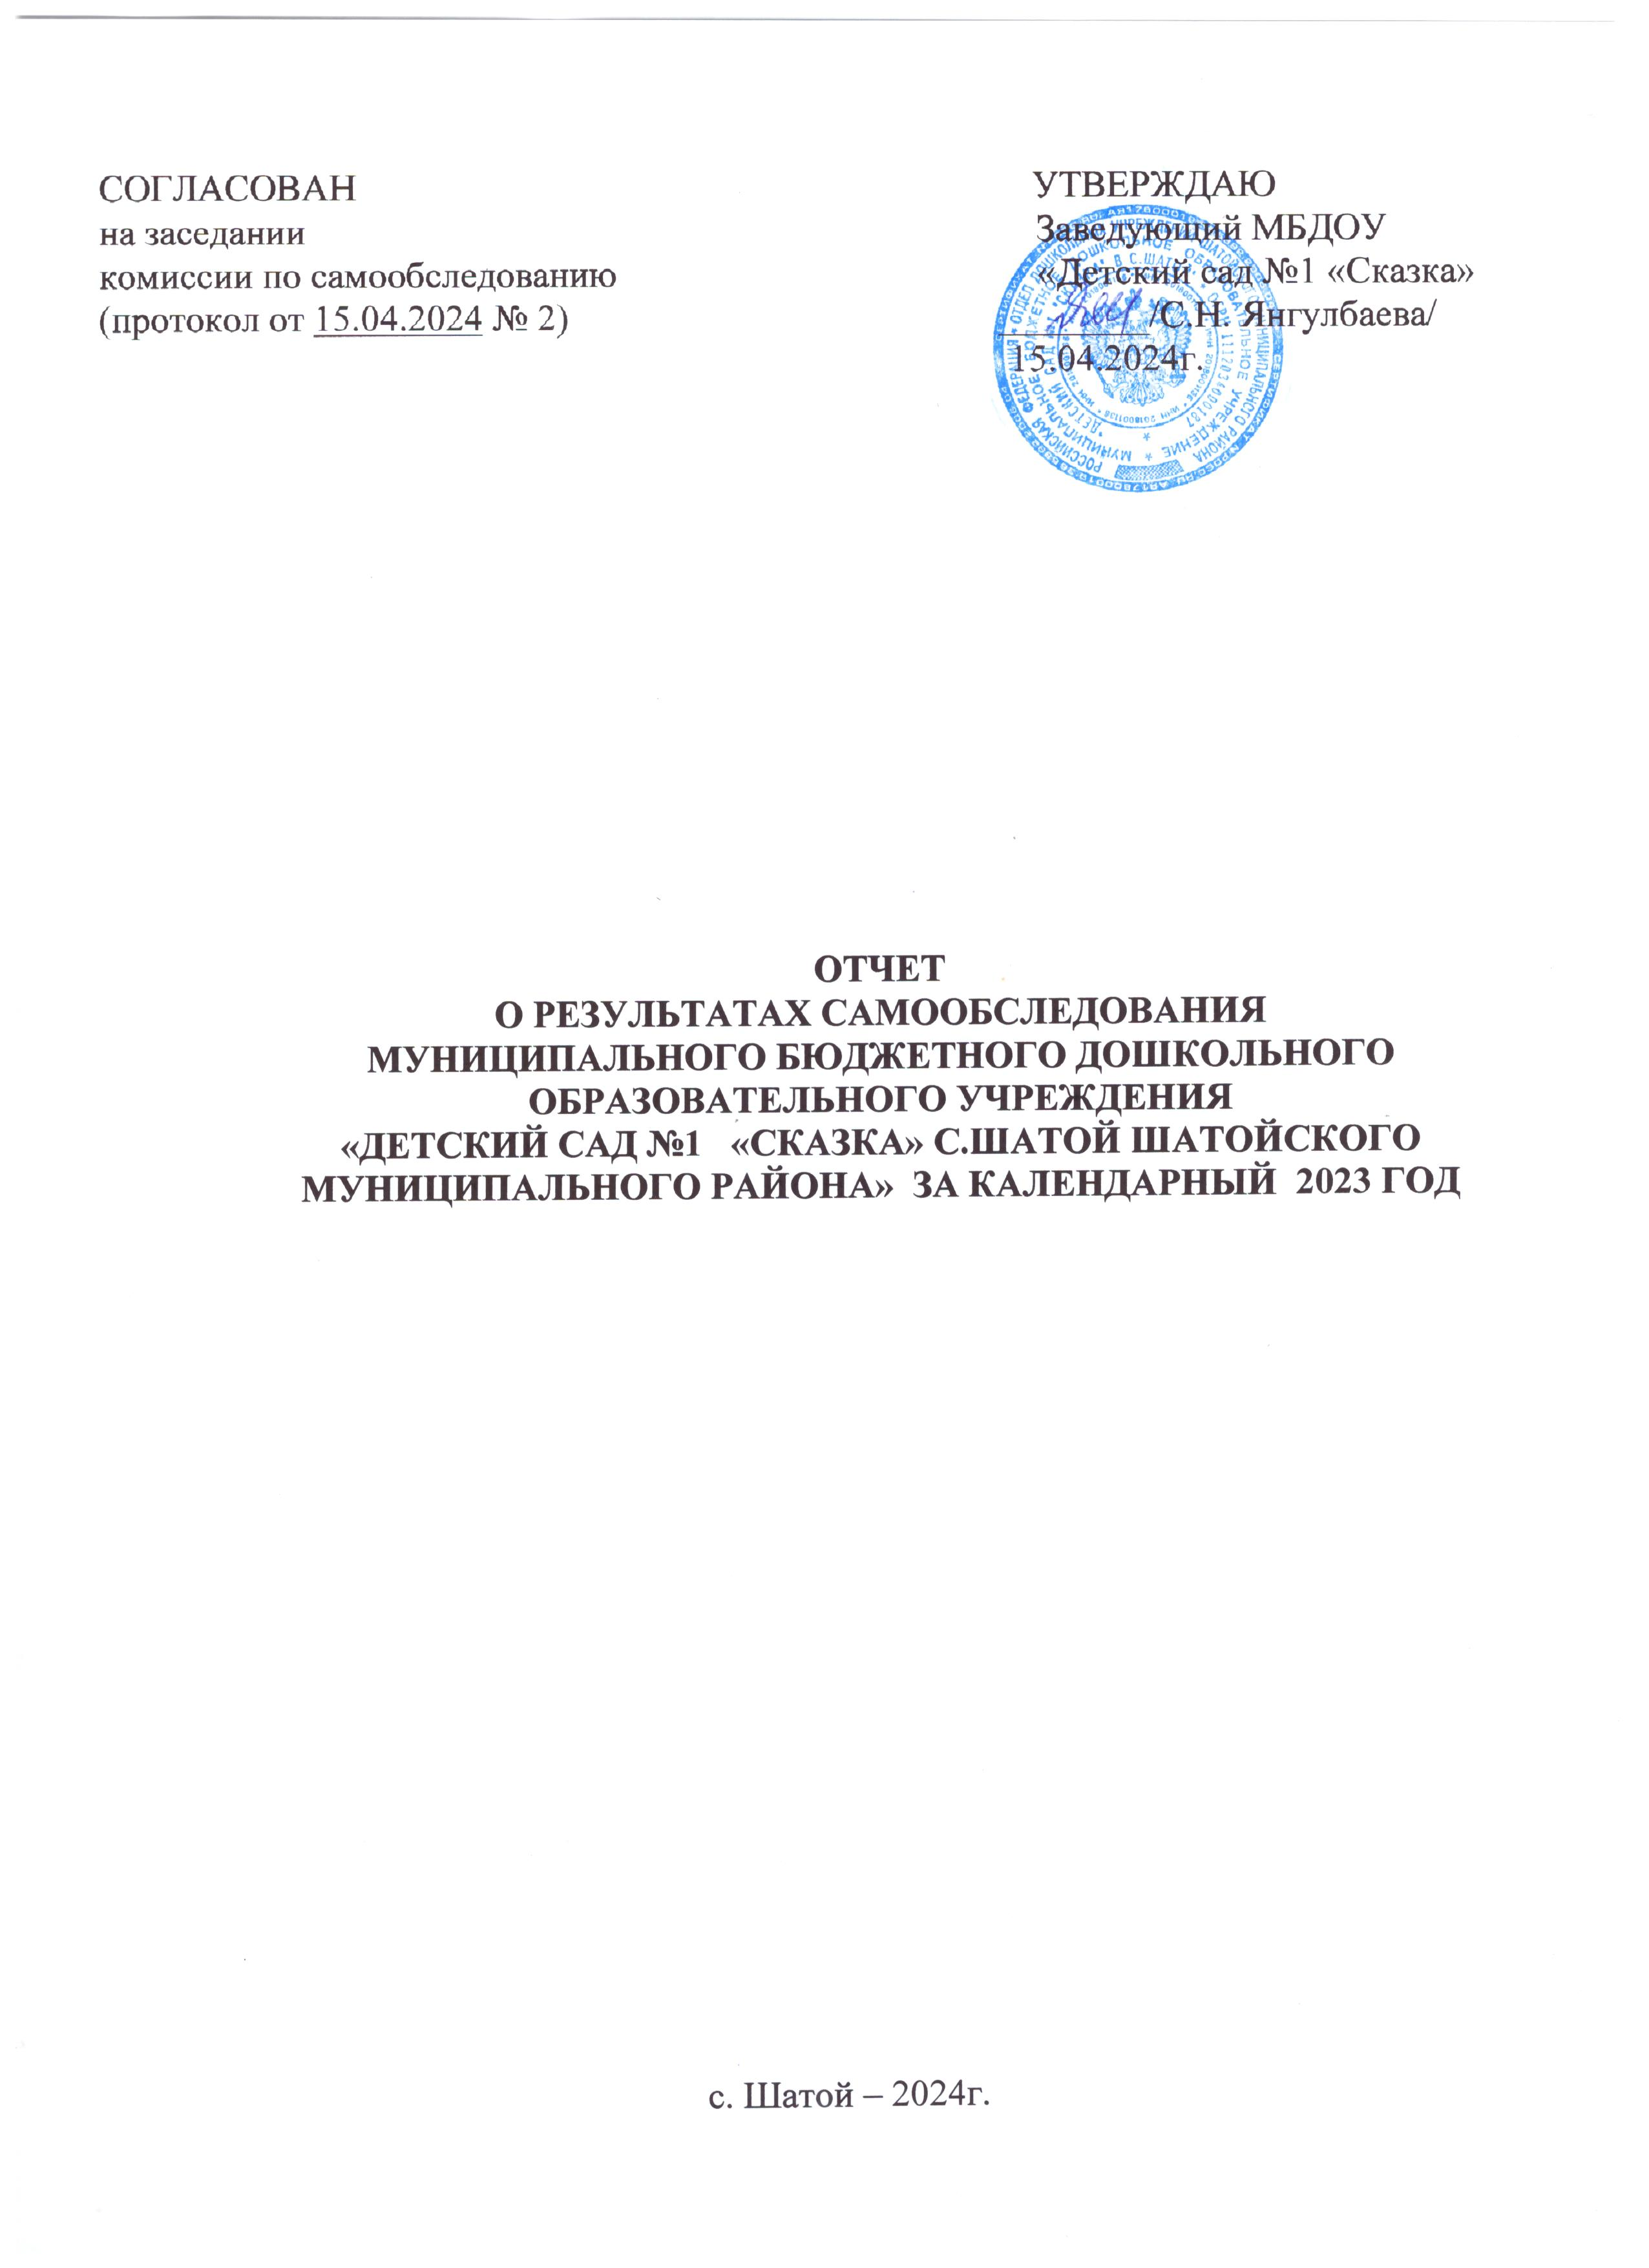 СОГЛАСОВАН
на заседании
комиссии по самообследованию
(протокол от 15.04.2024 № 2)
УТВЕРЖДАЮ
Заведующий МБДОУ
«Детский сад №1 «Сказка»
/С.Н. Янгулбаева/
15.04.2024г.
ОТЧЕТ
О РЕЗУЛЬТАТАХ САМООБСЛЕДОВАНИЯ
МУНИЦИПАЛЬНОГО БЮДЖЕТНОГО ДОШКОЛЬНОГО
ОБРАЗОВАТЕЛЬНОГО УЧРЕЖДЕНИЯ
«ДЕТСКИЙ САД №1 «СКАЗКА» С.ШАТОЙ ШАТОЙСКОГО
МУНИЦИПАЛЬНОГО РАЙОНА» ЗА КАЛЕНДАРНЫЙ 2023 ГОД
с. Шатой – 2024г.